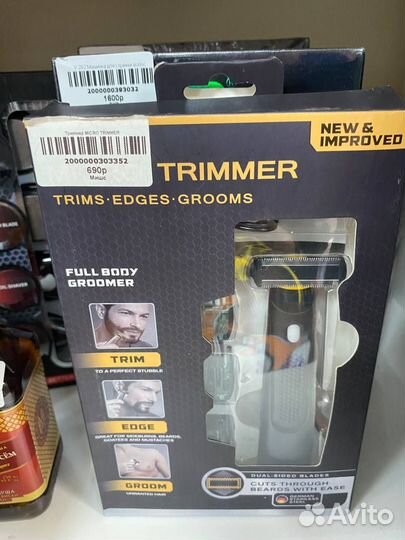 2000000393032
1600р
Триммер MICRO TRIMMER
2000000303352
690р
NEW &
IMPROVED
TRIMMER
TRIMS·EDGES·GROOMS
FULL BODY
GROOMER
TRIM
TO A PERFECT STUBBLE
EDGE
GREAT FOR SIDEBURNS, BEARDS,
GOATEES AND MUSTACHES
GROOM
UNWANTED HAIR
DUAL-SIDED BLADES
CUTS THROUGH
BEARDS WITH EASE
GERMAN
STAINLESS
STEEL
BLADE
SHAVER
Avito